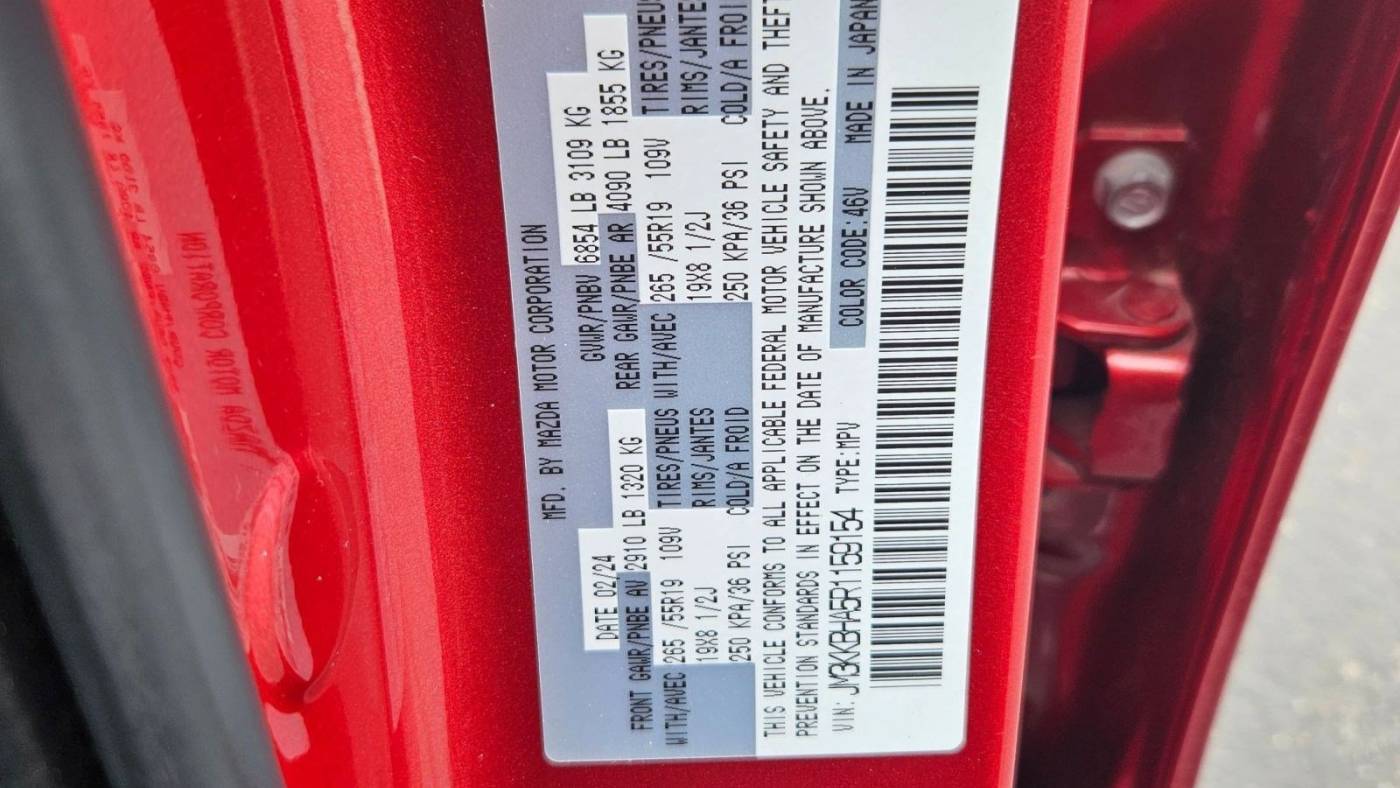 MFD. BY MAZDA MOTOR CORPORATION
DATE 02/24 GVWR/PNBV 6854 LB 3109 KG
FRONT GAWR/PNBE AV 2910 LB 1320 KG REAR GAWR/PNBE AR 4090 LB 1855 KG
WITH/AVEC 265 /55R19 109V TIRES/PNEUS WITH/AVEC 265 /55R19 109V TIRES/PNEUS
19X8 1/2J RIMS/JANTES 19X8 1/2J RIMS/JANTES
250 KPA/36 PSI COLD/A FROID 250 KPA/36 PSI COLD/A FROID
THIS VEHICLE CONFORMS TO ALL APPLICABLE FEDERAL MOTOR VEHICLE SAFETY AND THEFT
PREVENTION STANDARDS IN EFFECT ON THE DATE OF MANUFACTURE SHOWN ABOVE.
VIN: JM3KKBHA5R1159154 TYPE:MPV COLOR CODE:46V MADE IN JAPAN